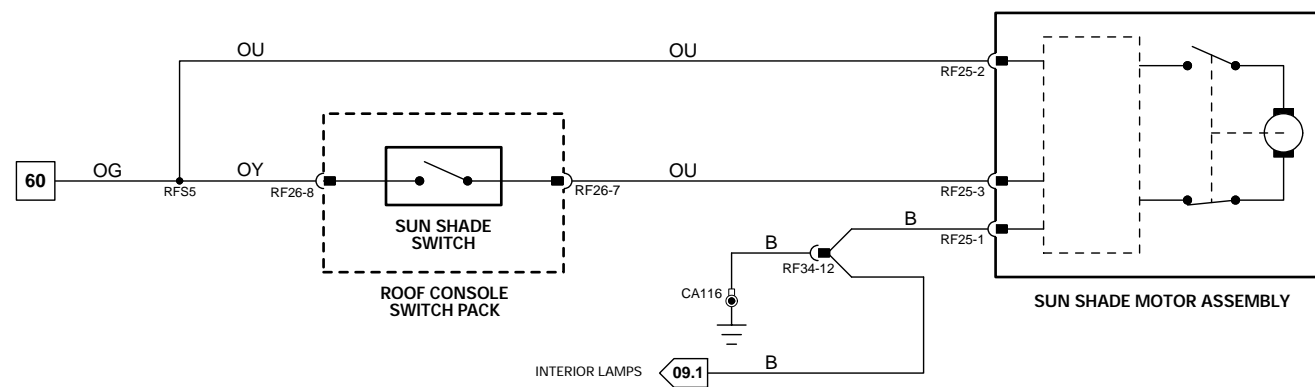 OU
OU
RF25-2
60
OG
RFS5
OY
RF26-8
RF26-7
OU
RF25-3
SUN SHADE
SWITCH
ROOF CONSOLE
SWITCH PACK
B
RF25-1
B
RF34-12
CA116
SUN SHADE MOTOR ASSEMBLY
INTERIOR LAMPS
09.1
B